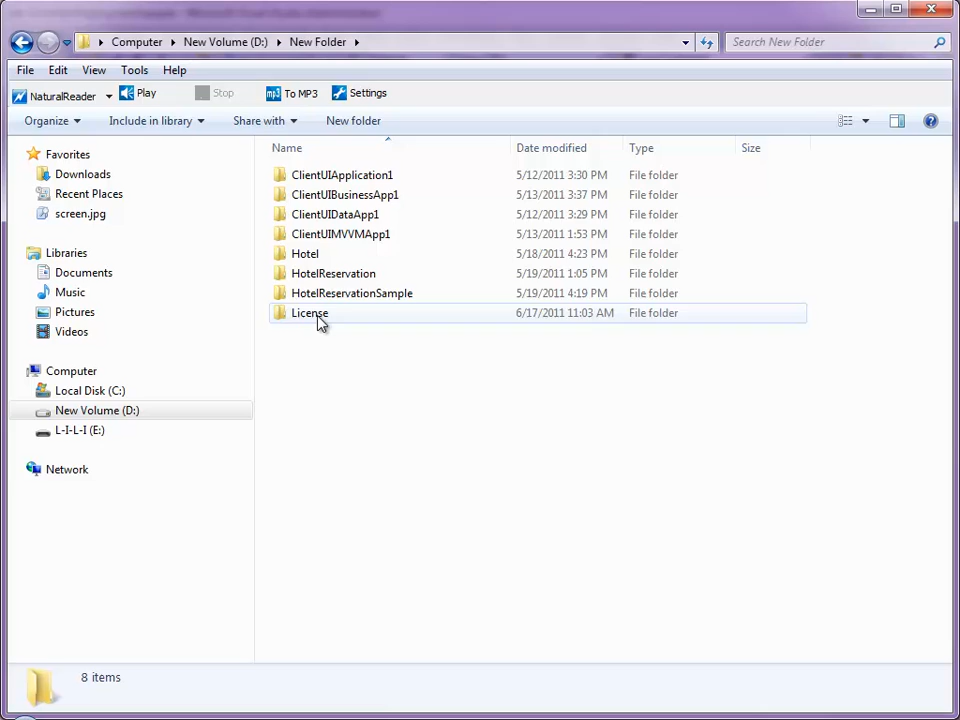 Computer New Volume (D:) New Folder
Search New Folder
File Edit View Tools Help
NaturalReader Play Stop To MP3 Settings
Organize Include in library Share with New folder
Name Date modified Type Size
Favorites
Downloads
Recent Places
screen.jpg
Libraries
Documents
Music
Pictures
Videos
Computer
Local Disk (C:)
New Volume (D:)
L-I-L-I (E:)
Network
ClientUIApplication1 5/12/2011 3:30 PM File folder
ClientUIBusinessApp1 5/13/2011 3:37 PM File folder
ClientUIDataApp1 5/12/2011 3:29 PM File folder
ClientUIMVVMApp1 5/13/2011 1:53 PM File folder
Hotel 5/18/2011 4:23 PM File folder
HotelReservation 5/19/2011 1:05 PM File folder
HotelReservationSample 5/19/2011 4:19 PM File folder
License 6/17/2011 11:03 AM File folder
8 items